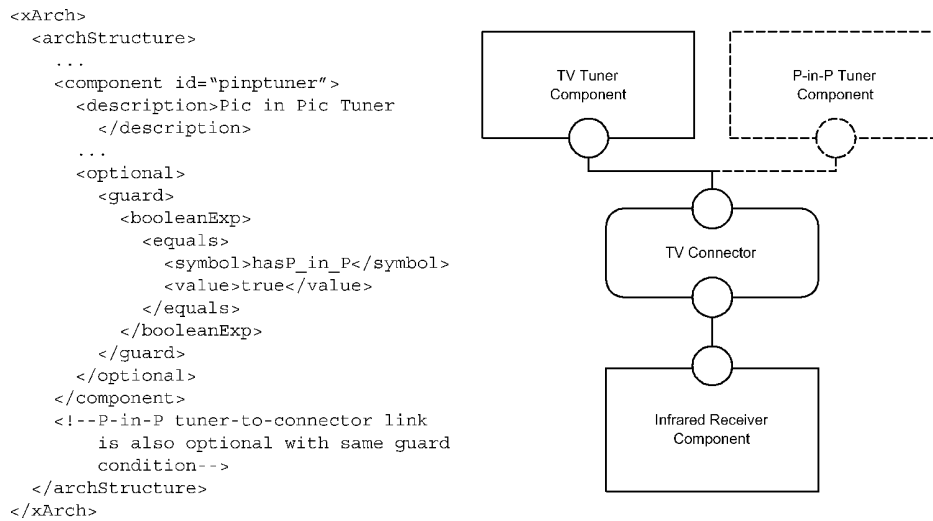 <xArch>
<archStructure>
...
<component id="pinptuner">
<description>Pic in Pic Tuner
</description>
...
<optional>
<guard>
<booleanExp>
<equals>
<symbol>hasP_in_P</symbol>
<value>true</value>
</equals>
</booleanExp>
</guard>
</optional>
</component>
<!--P-in-P tuner-to-connector link
is also optional with same guard
condition-->
</archStructure>
</xArch>
TV Tuner
Component
P-in-P Tuner
Component
TV Connector
Infrared Receiver
Component